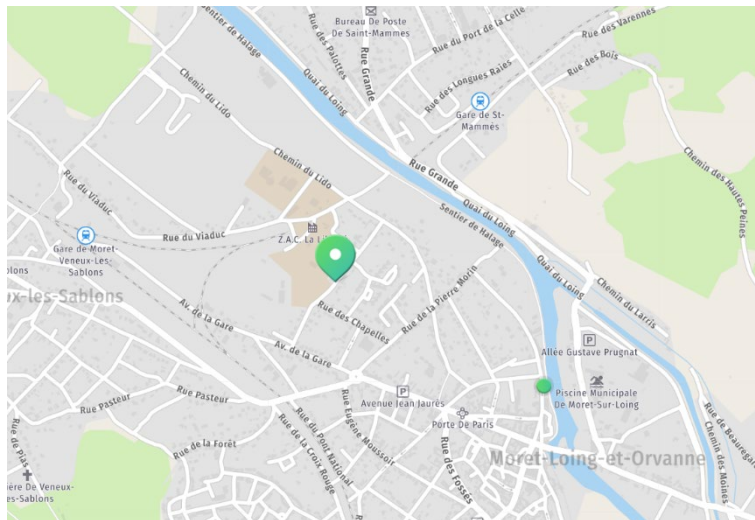 Bureau De Poste
De Saint-Mammes
Sentier de Halage
Rue des Palottes
Rue Grande
Rue du Port de la Celle
Rue des Varennes
Rue des Bois
Rue des Longues Raies
Quai du Loing
Chemin du Lido
Gare de St-
Mammès
Chemin des Hautes Peines
Chemin du Lido
Rue Grande
Quai du Loing
Sentier de Halage
Rue du Viaduc
Rue du Viaduc
Z.A.C. La
Gare de Moret-
Veneux-Les-
Sablons
Quai du Loing
Chemin du Larris
ablons
ux-les-Sablons
Av. de la Gare
Rue des Chapelles
Rue de la Pierre Morin
Av. de la Gare
Allée Gustave Prugnat
Rue Pasteur
Rue Pasteur
Avenue Jean Jaurès
Piscine Municipale
De Moret-Sur-Loing
Porte De Paris
Rue de Beauregar
Rue de Pias
Rue de la Forêt
Rue du Pont National
Rue de la Croix Rouge
Rue Eugène Moussoir
Rue des Fossés
Moret-Loing-et-Orvanne
Chemin des Moines
ière De Veneux-
es-Sablons